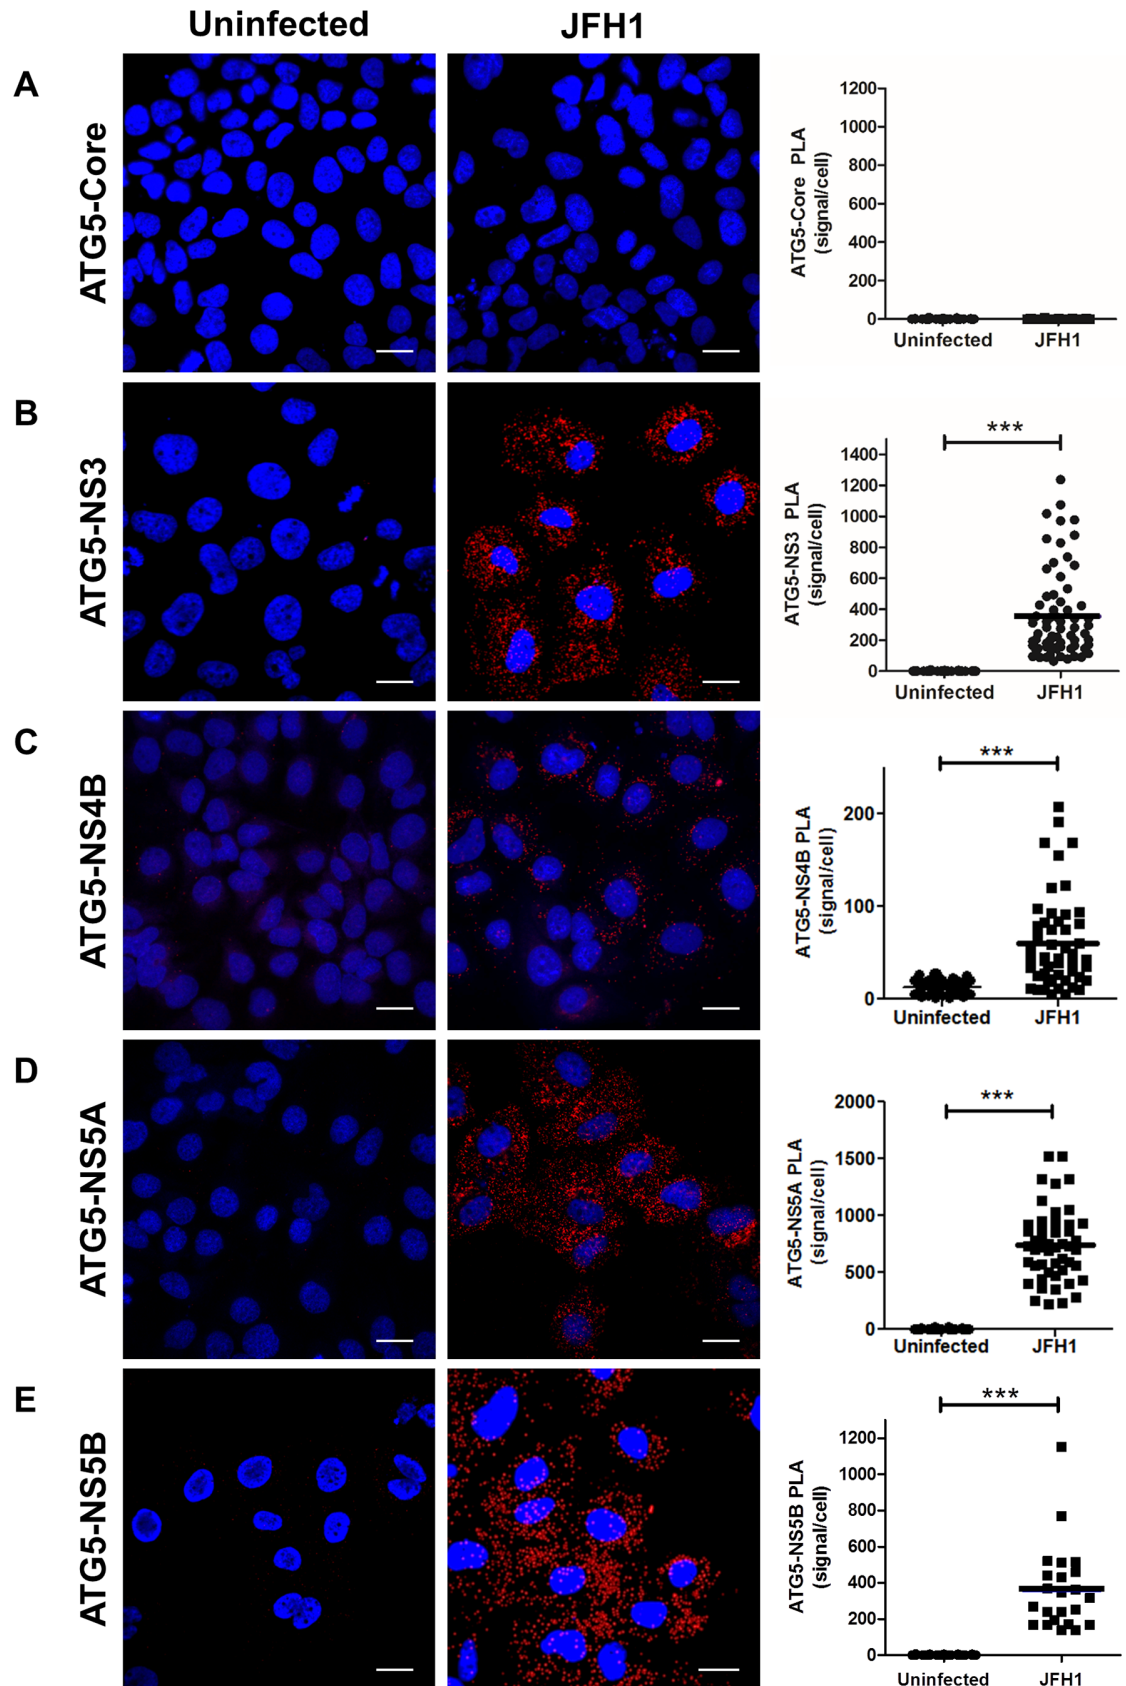 Uninfected JFH1
A
ATG5-Core
ATG5-Core PLA
(signal/cell)
1200
1000
800
600
400
200
0
Uninfected JFH1
B
ATG5-NS3
ATG5-NS3 PLA
(signal/cell)
***
1400
1200
1000
800
600
400
200
0
Uninfected JFH1
C
ATG5-NS4B
ATG5-NS4B PLA
(signal/cell)
***
200
100
0
Uninfected JFH1
D
ATG5-NS5A
ATG5-NS5A PLA
(signal/cell)
***
2000
1500
1000
500
0
Uninfected JFH1
E
ATG5-NS5B
ATG5-NS5B PLA
(signal/cell)
***
1200
1000
800
600
400
200
0
Uninfected JFH1